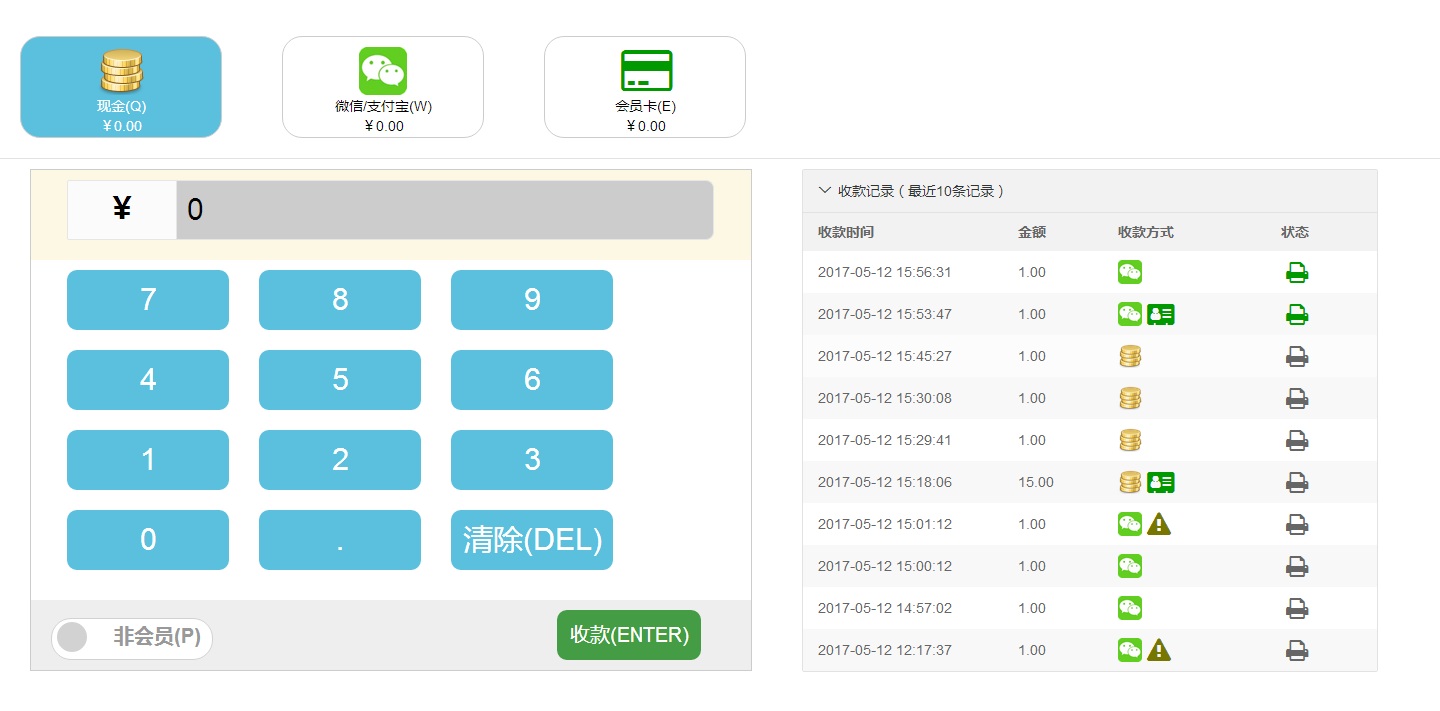 现金(Q)
￥0.00
微信/支付宝(W)
￥0.00
会员卡(E)
￥0.00
¥ 0
7 8 9
4 5 6
1 2 3
0 . 清除(DEL)
非会员(P) 收款(ENTER)
收款记录 ( 最近10条记录 )
收款时间 金额 收款方式 状态
2017-05-12 15:56:31 1.00
2017-05-12 15:53:47 1.00
2017-05-12 15:45:27 1.00
2017-05-12 15:30:08 1.00
2017-05-12 15:29:41 1.00
2017-05-12 15:18:06 15.00
2017-05-12 15:01:12 1.00
2017-05-12 15:00:12 1.00
2017-05-12 14:57:02 1.00
2017-05-12 12:17:37 1.00